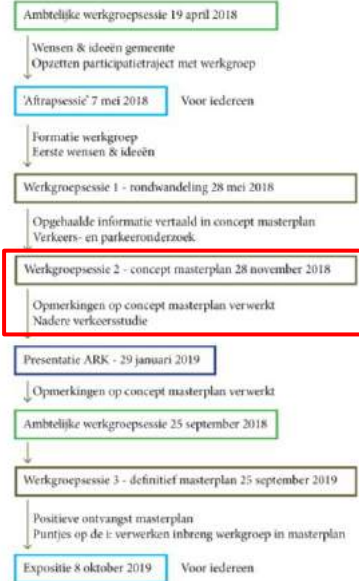 Ambtelijke werkgroepsessie 19 april 2018
Wensen & ideeën gemeente
Opzetten participatietraject met werkgroep
'Aftrapsessie' 7 mei 2018 Voor iedereen
Formatie werkgroep
Eerste wensen & ideeën
Werkgroepsessie 1 - rondwandeling 28 mei 2018
Opgehaalde informatie vertaald in concept masterplan
Verkeers- en parkeeronderzoek
Werkgroepsessie 2 - concept masterplan 28 november 2018
Opmerkingen op concept masterplan verwerkt
Nadere verkeersstudie
Presentatie ARK - 29 januari 2019
Opmerkingen op concept masterplan verwerkt
Ambtelijke werkgroepsessie 25 september 2018
Werkgroepsessie 3 - definitief masterplan 25 september 2019
Positieve ontvangst masterplan
Puntjes op de i: verwerken inbreng werkgroep in masterplan
Expositie 8 oktober 2019 Voor iedereen